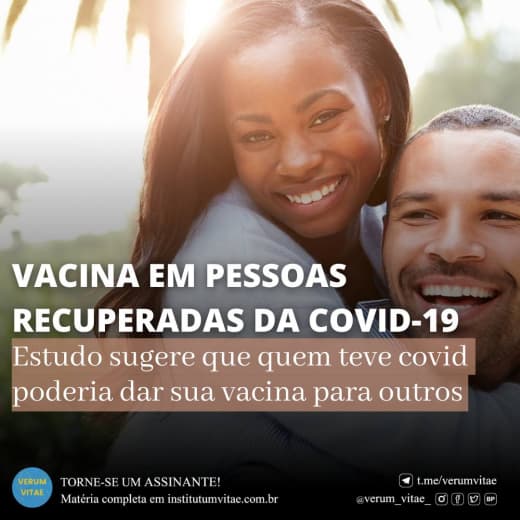 VACINA EM PESSOAS
RECUPERADAS DA COVID-19
Estudo sugere que quem teve covid
poderia dar sua vacina para outros
VERUM
VITAE
TORNE-SE UM ASSINANTE!
Matéria completa em institutumvitae.com.br
t.me/verumvitae
@verum_vitae_
BP